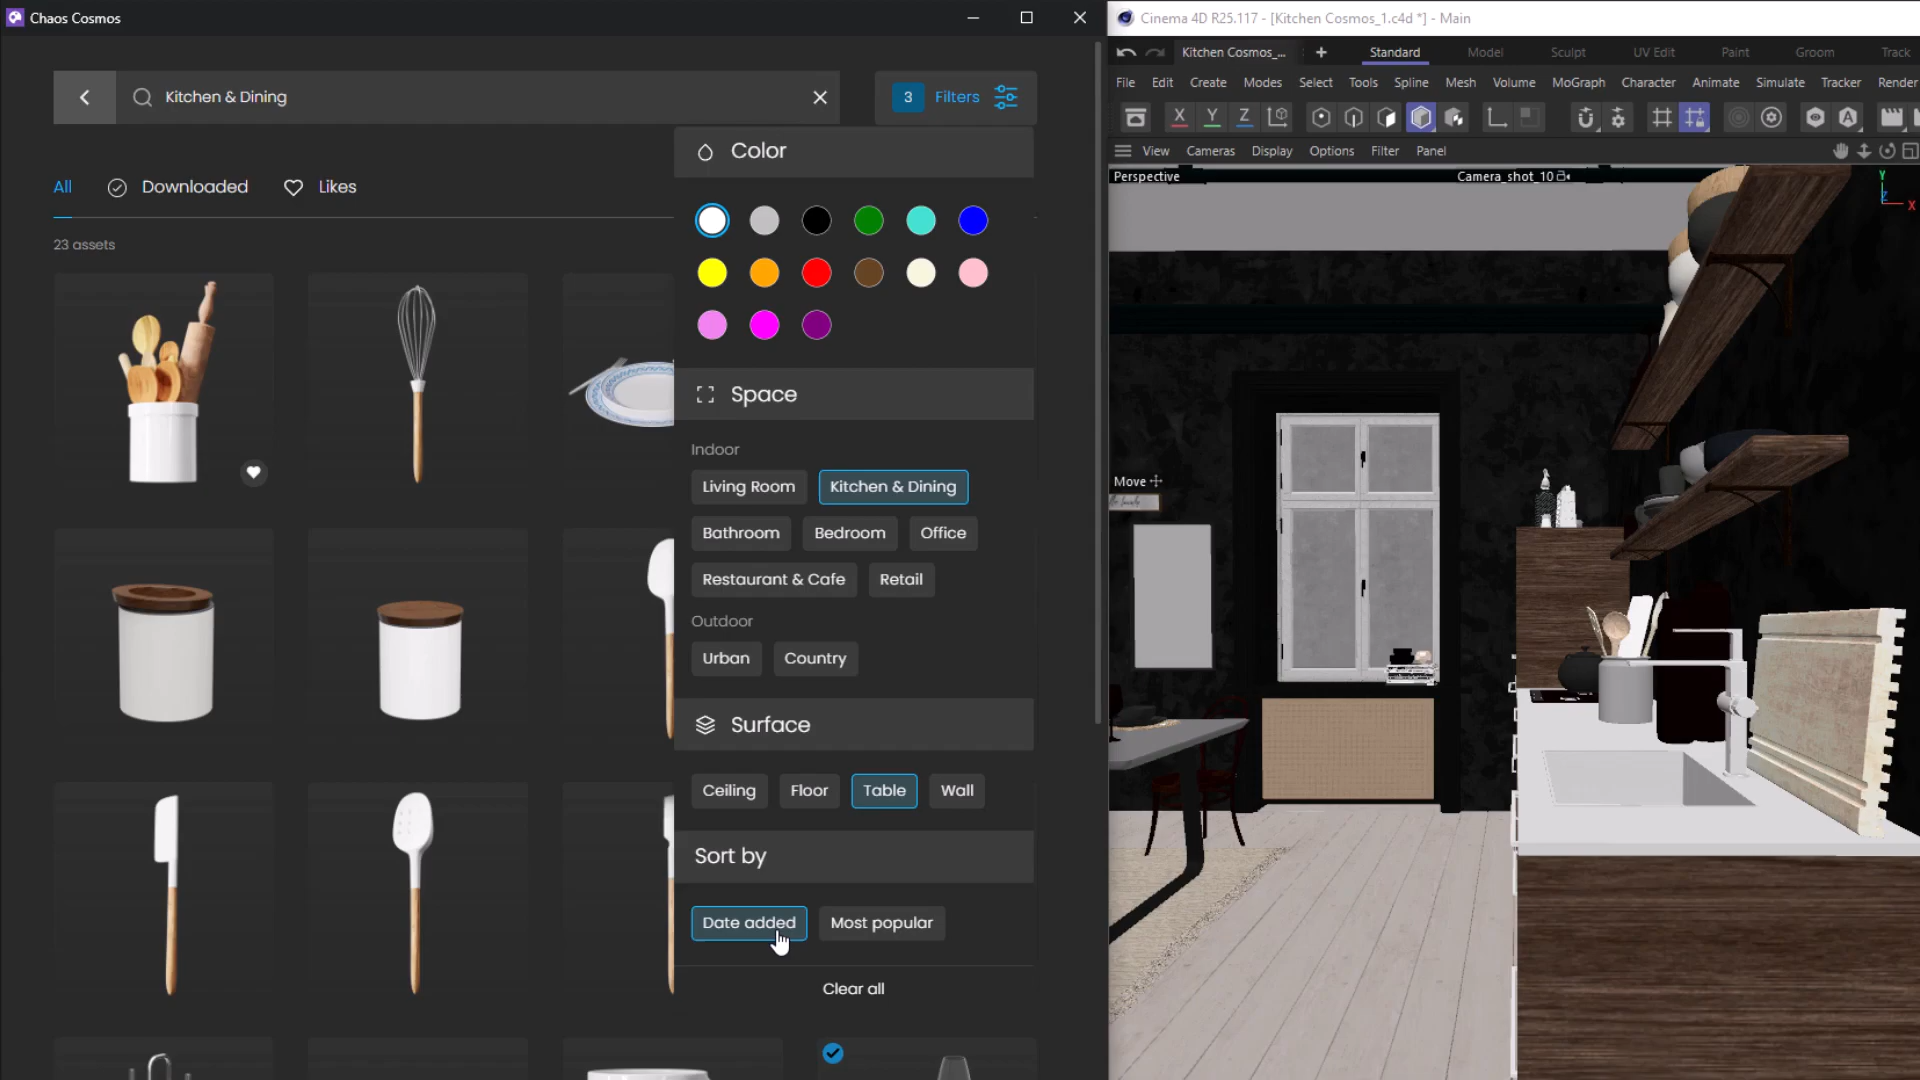 Chaos Cosmos
Kitchen & Dining
3 Filters
All Downloaded Likes
23 assets
Color
Space
Indoor
Living Room Kitchen & Dining
Bathroom Bedroom Office
Restaurant & Cafe Retail
Outdoor
Urban Country
Surface
Ceiling Floor Table Wall
Sort by
Date added Most popular
Clear all
Cinema 4D R25.117 - [Kitchen Cosmos_1.c4d *] - Main
Kitchen Cosmos_... + Standard Model Sculpt UV Edit Paint Groom Track
File Edit Create Modes Select Tools Spline Mesh Volume MoGraph Character Animate Simulate Tracker Render
X Y Z
View Cameras Display Options Filter Panel
Perspective Camera_shot_10
Y
Z
X
Move